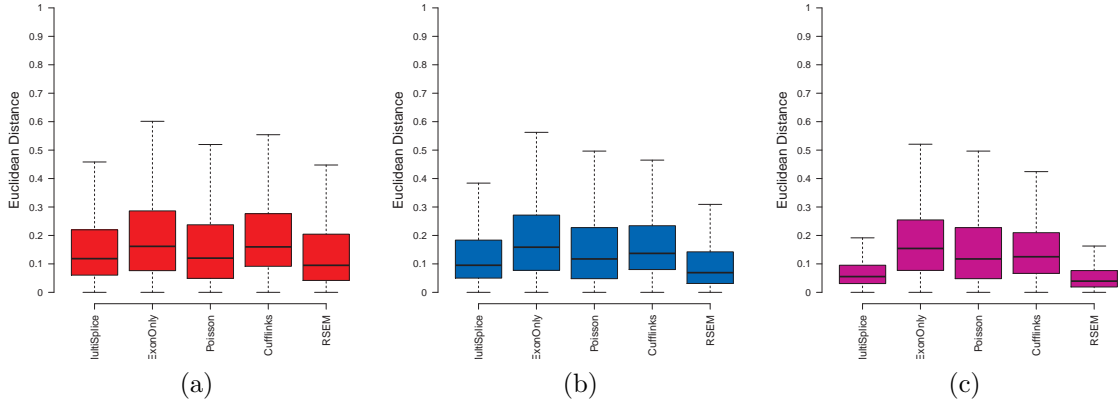 1
0.9
0.8
0.7
0.6
0.5
0.4
0.3
0.2
0.1
0
Euclidean Distance
ultiSplice
ExonOnly
Poisson
Cufflinks
RSEM
(a)
1
0.9
0.8
0.7
0.6
0.5
0.4
0.3
0.2
0.1
0
Euclidean Distance
ultiSplice
ExonOnly
Poisson
Cufflinks
RSEM
(b)
1
0.9
0.8
0.7
0.6
0.5
0.4
0.3
0.2
0.1
0
Euclidean Distance
ultiSplice
ExonOnly
Poisson
Cufflinks
RSEM
(c)